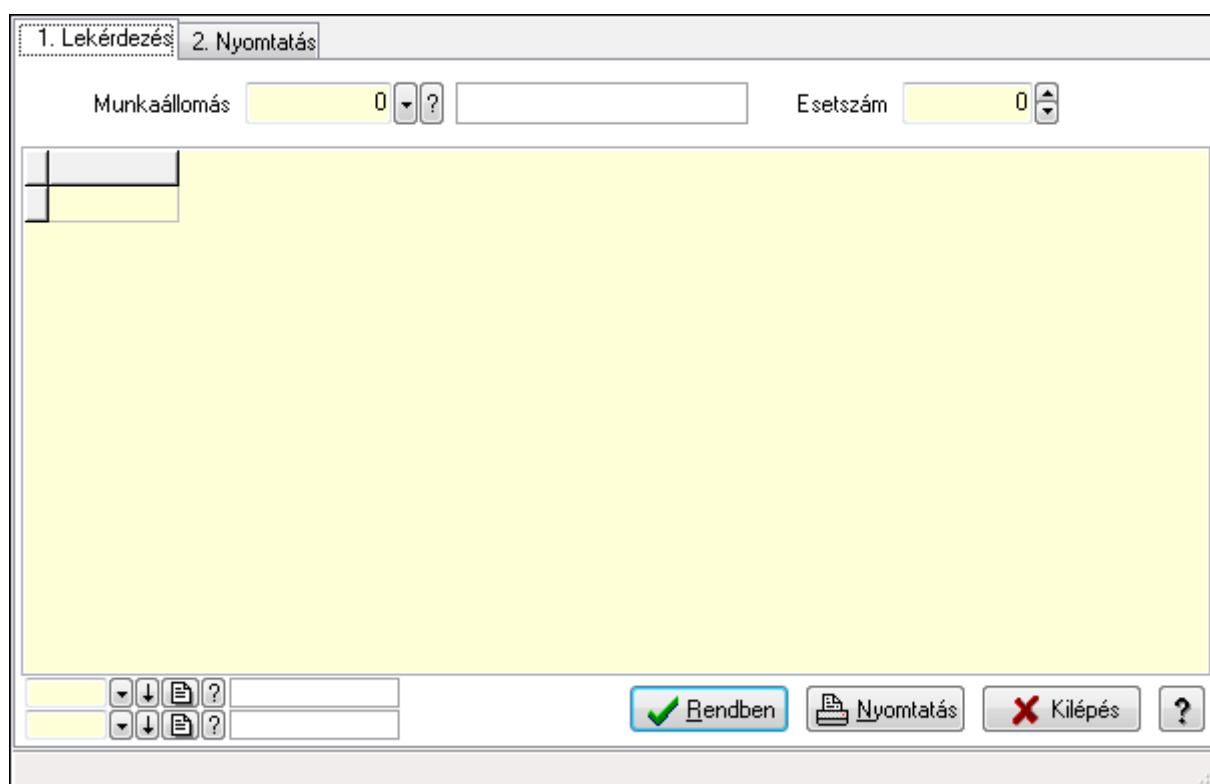 1. Lekérdezés 2. Nyomtatás
Munkaállomás 0 ? Esetszám 0
?
? Rendben Nyomtatás Kilépés ?